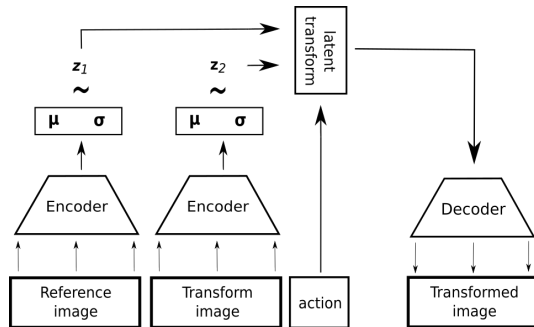 z1
z2
latent
transform
~
~
μ σ
μ σ
Encoder
Encoder
Decoder
Reference
image
Transform
image
action
Transformed
image